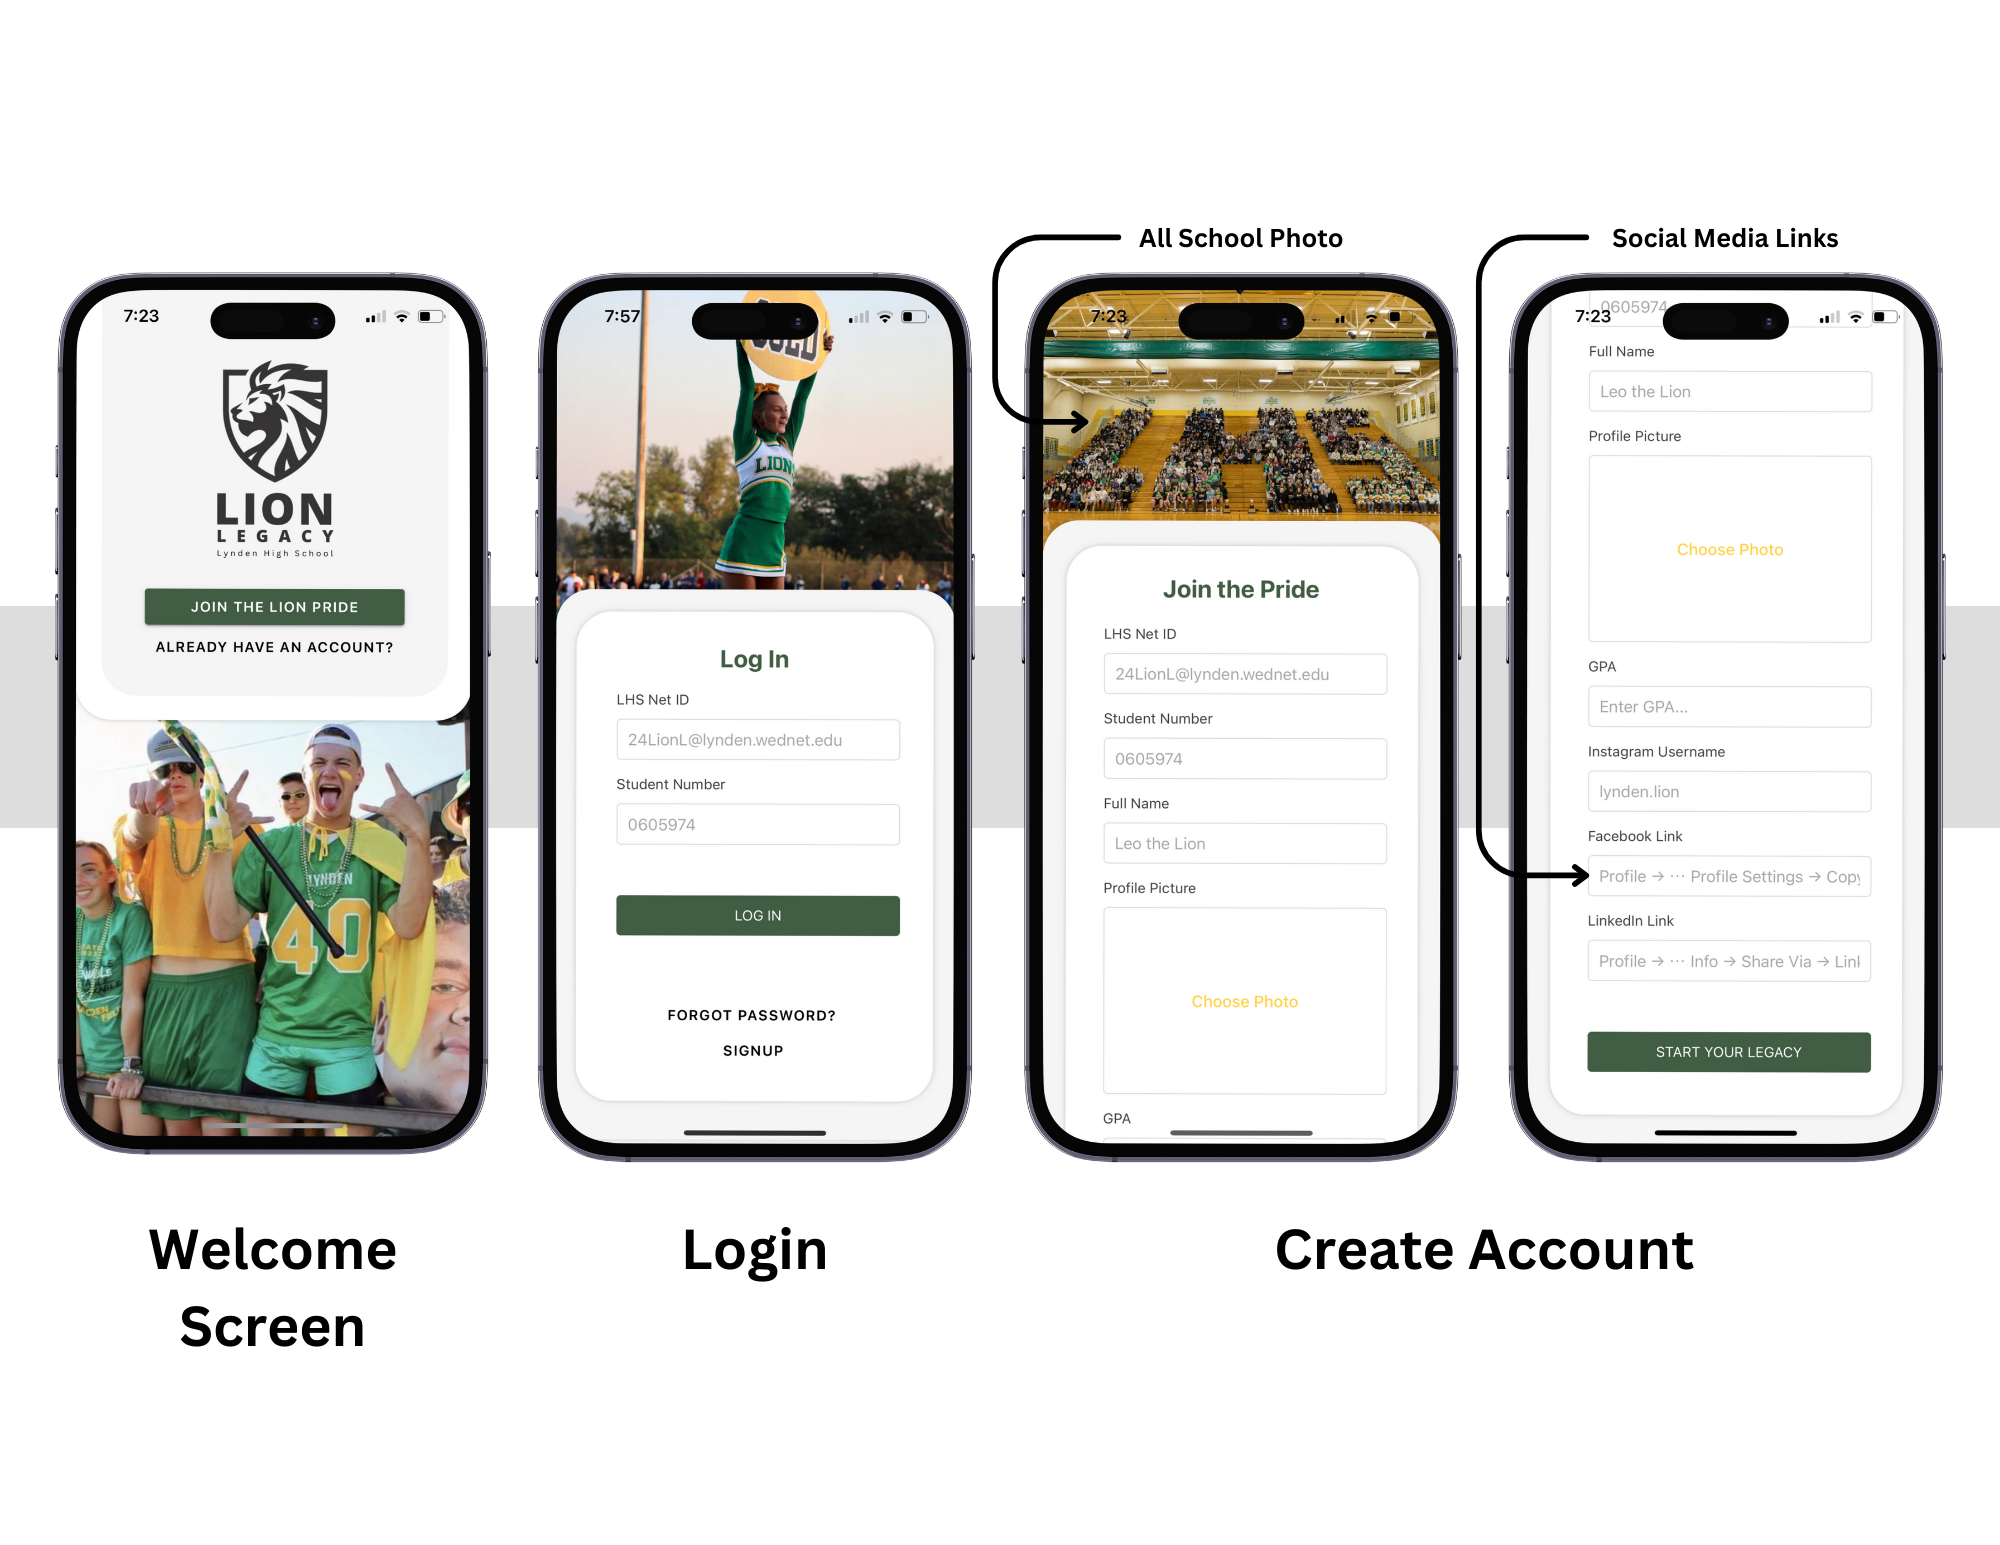 All School Photo
Social Media Links
7:23
LION
LEGACY
Lynden High School
JOIN THE LION PRIDE
ALREADY HAVE AN ACCOUNT?
LYNDEN
40
7:57
GOLD
LIONS
Log In
LHS Net ID
24LionL@lynden.wednet.edu
Student Number
0605974
LOG IN
FORGOT PASSWORD?
SIGNUP
7:23
Join the Pride
LHS Net ID
24LionL@lynden.wednet.edu
Student Number
0605974
Full Name
Leo the Lion
Profile Picture
Choose Photo
GPA
0605974
7:23
Full Name
Leo the Lion
Profile Picture
Choose Photo
GPA
Enter GPA...
Instagram Username
lynden.lion
Facebook Link
Profile → ··· Profile Settings → Copy
LinkedIn Link
Profile → ··· Info → Share Via → Link
START YOUR LEGACY
Welcome
Screen
Login
Create Account